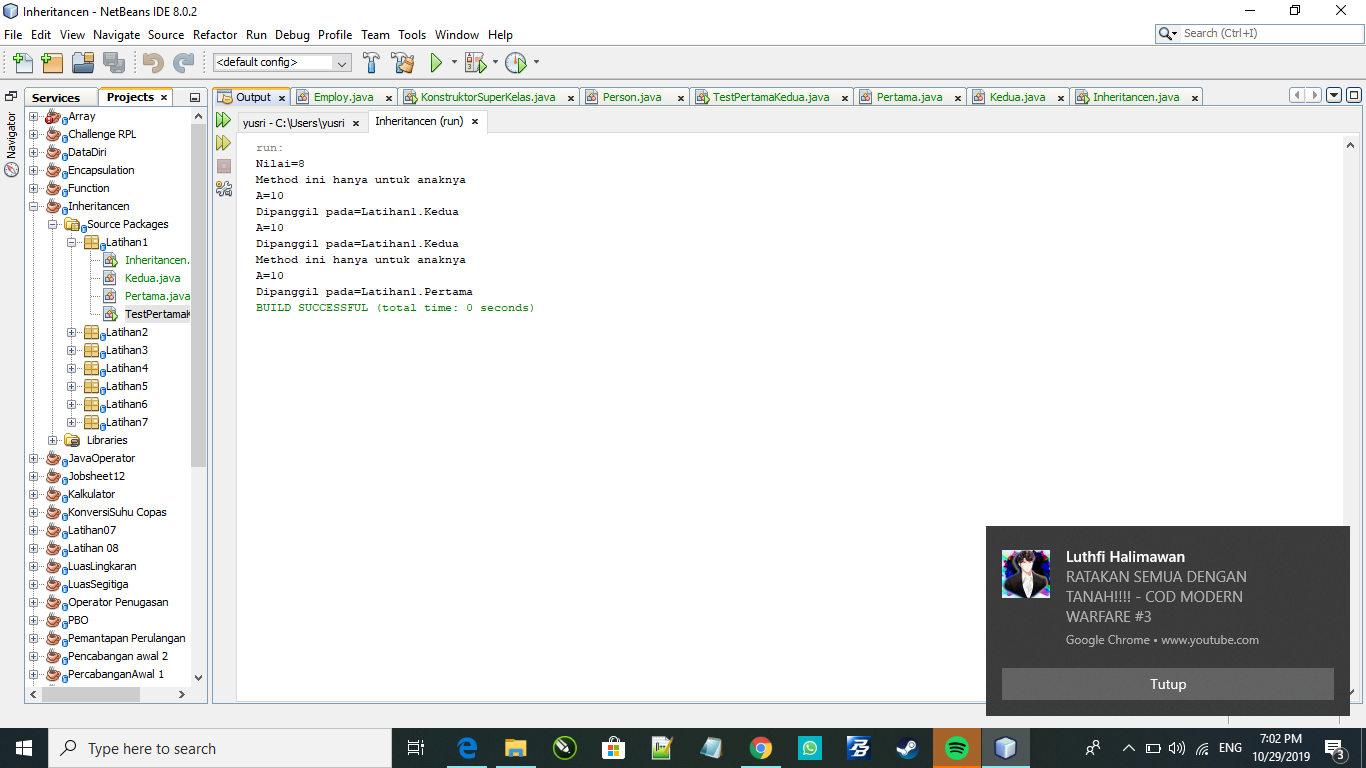 Inheritancen - NetBeans IDE 8.0.2
File Edit View Navigate Source Refactor Run Debug Profile Team Tools Window Help
Search (Ctrl+I)
<default config>
Services Projects
Output Employ.java KonstruktorSuperKelas.java Person.java TestPertamaKedua.java Pertama.java Kedua.java Inheritancen.java
Navigator
Array
Challenge RPL
DataDiri
Encapsulation
Function
Inheritancen
Source Packages
Latihan1
Inheritancen.
Kedua.java
Pertama.java
TestPertamaK
Latihan2
Latihan3
Latihan4
Latihan5
Latihan6
Latihan7
Libraries
JavaOperator
Jobsheet12
Kalkulator
KonversiSuhu Copas
Latihan07
Latihan 08
LuasLingkaran
LuasSegitiga
Operator Penugasan
PBO
Pemantapan Perulangan
Pencabangan awal 2
PercabanganAwal 1
yusri - C:\Users\yusri Inheritancen (run)
run:
Nilai=8
Method ini hanya untuk anaknya
A=10
Dipanggil pada=Latihan1.Kedua
A=10
Dipanggil pada=Latihan1.Kedua
Method ini hanya untuk anaknya
A=10
Dipanggil pada=Latihan1.Pertama
BUILD SUCCESSFUL (total time: 0 seconds)
Luthfi Halimawan
RATAKAN SEMUA DENGAN
TANAH!!!! - COD MODERN
WARFARE #3
Google Chrome • www.youtube.com
Tutup
Type here to search
ENG
7:02 PM
10/29/2019
3